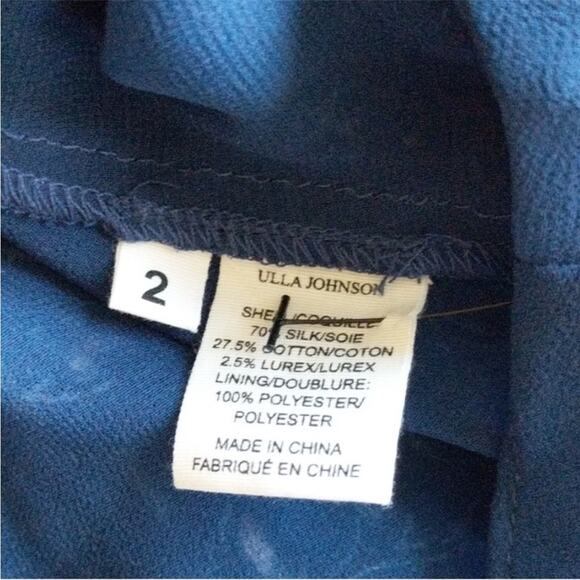 2
ULLA JOHNSON
SHELL/COQUILLE
70% SILK/SOIE
27.5% COTTON/COTON
2.5% LUREX/LUREX
LINING/DOUBLURE:
100% POLYESTER/
POLYESTER
MADE IN CHINA
FABRIQUÉ EN CHINE